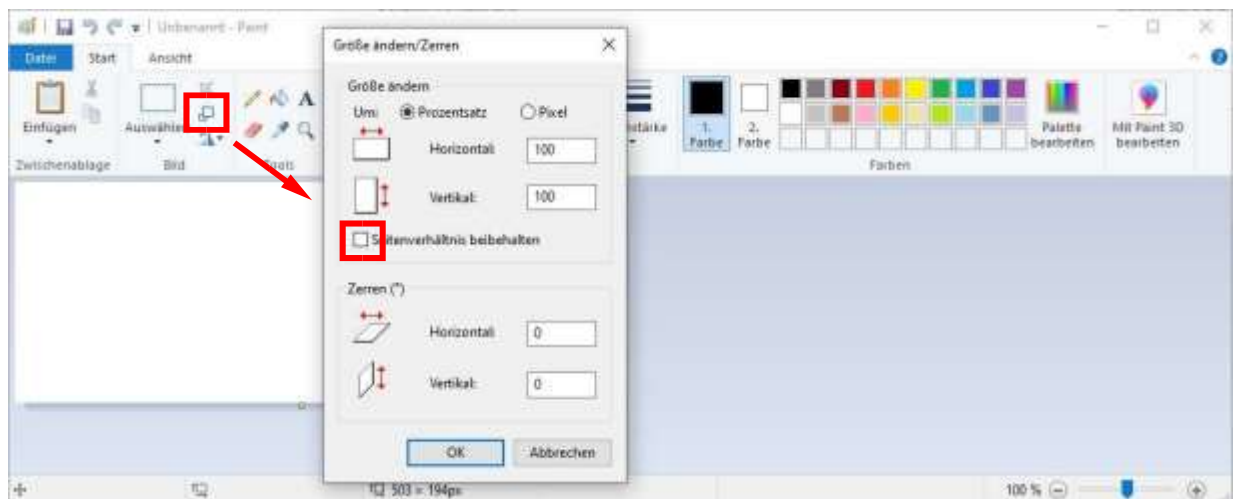 Unbenannt - Paint
Datei Start Ansicht
Einfügen
Auswählen
Zwischenablage Bild Tools
1. Farbe
2. Farbe
Palette bearbeiten
Mit Paint 3D bearbeiten
Farben
Größe ändern/Zerren
Größe ändern
Um: Prozentsatz Pixel
Horizontal: 100
Vertikal: 100
Seitenverhältnis beibehalten
Zerren (°)
Horizontal: 0
Vertikal: 0
OK Abbrechen
503 × 194px
100 %